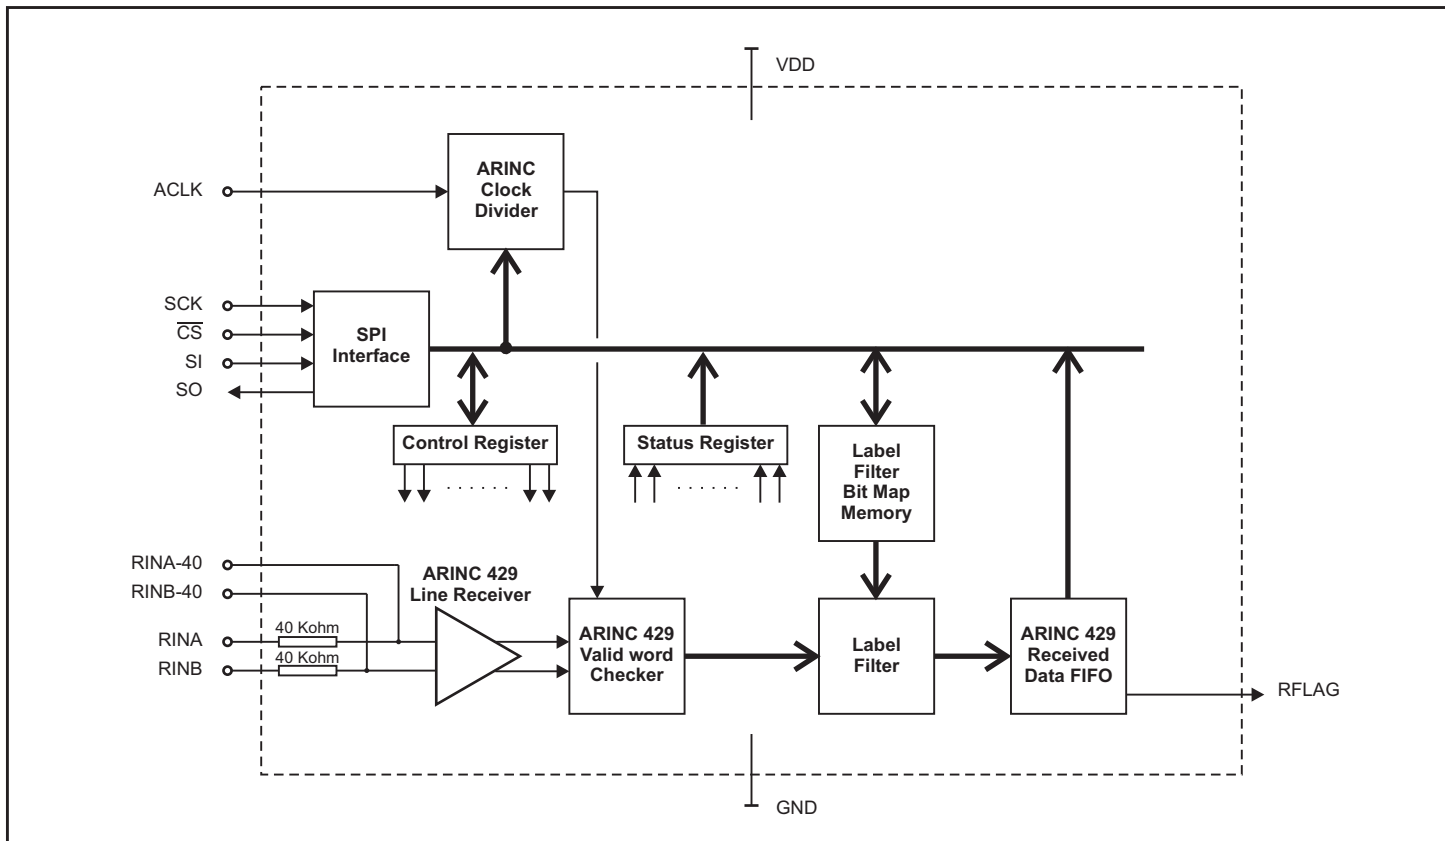 VDD
ARINC
Clock
Divider
ACLK
SCK
CS
SI
SO
SPI
Interface
Control Register
Status Register
Label
Filter
Bit Map
Memory
RINA-40
RINB-40
RINA
RINB
40 Kohm
40 Kohm
ARINC 429
Line Receiver
ARINC 429
Valid word
Checker
Label
Filter
ARINC 429
Received
Data FIFO
RFLAG
GND